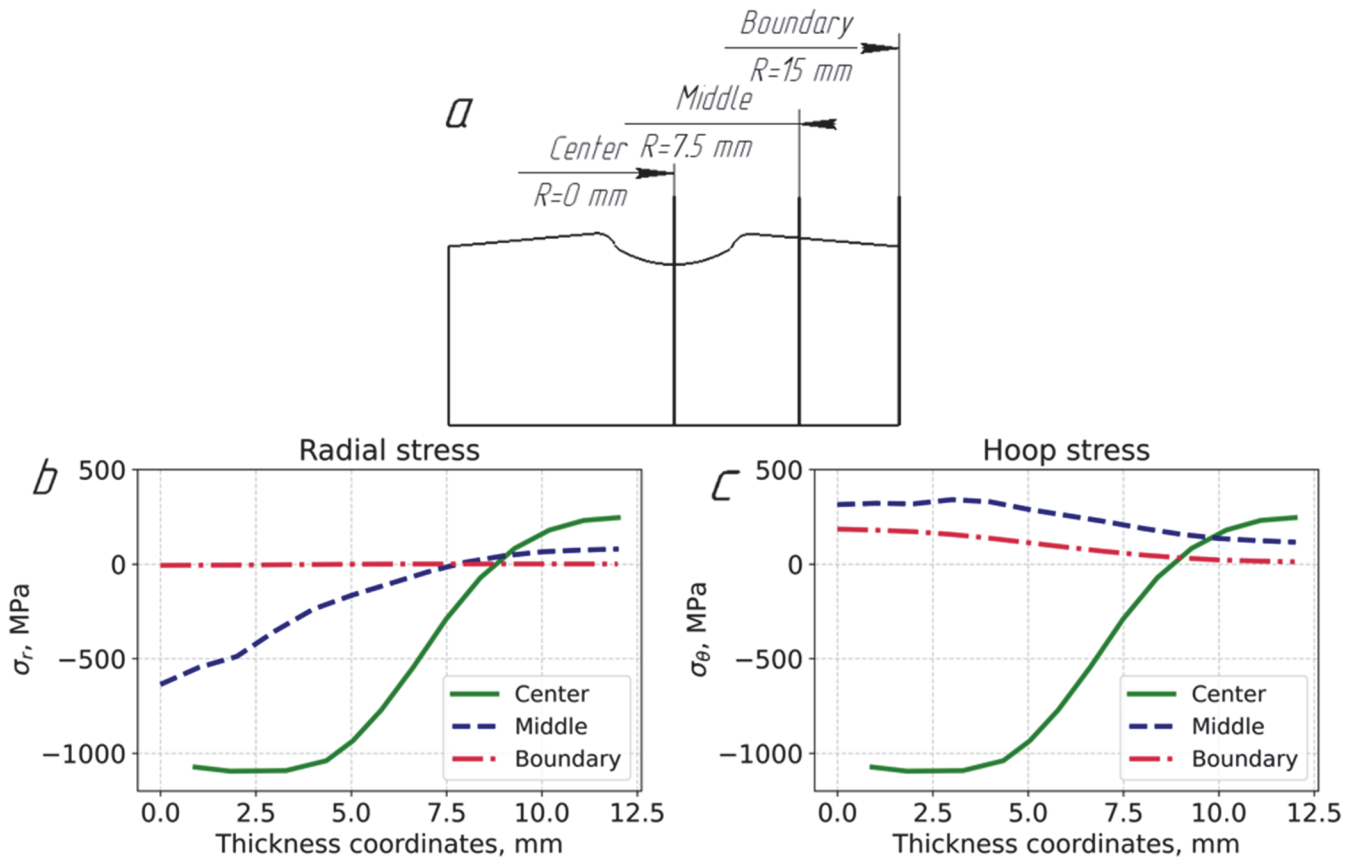 Boundary
R=15 mm
a
Middle
R=7.5 mm
Center
R=0 mm
b
Radial stress
500
0
−500
−1000
σr, MPa
Center
Middle
Boundary
0.0 2.5 5.0 7.5 10.0 12.5
Thickness coordinates, mm
c
Hoop stress
500
0
−500
−1000
σθ, MPa
Center
Middle
Boundary
0.0 2.5 5.0 7.5 10.0 12.5
Thickness coordinates, mm